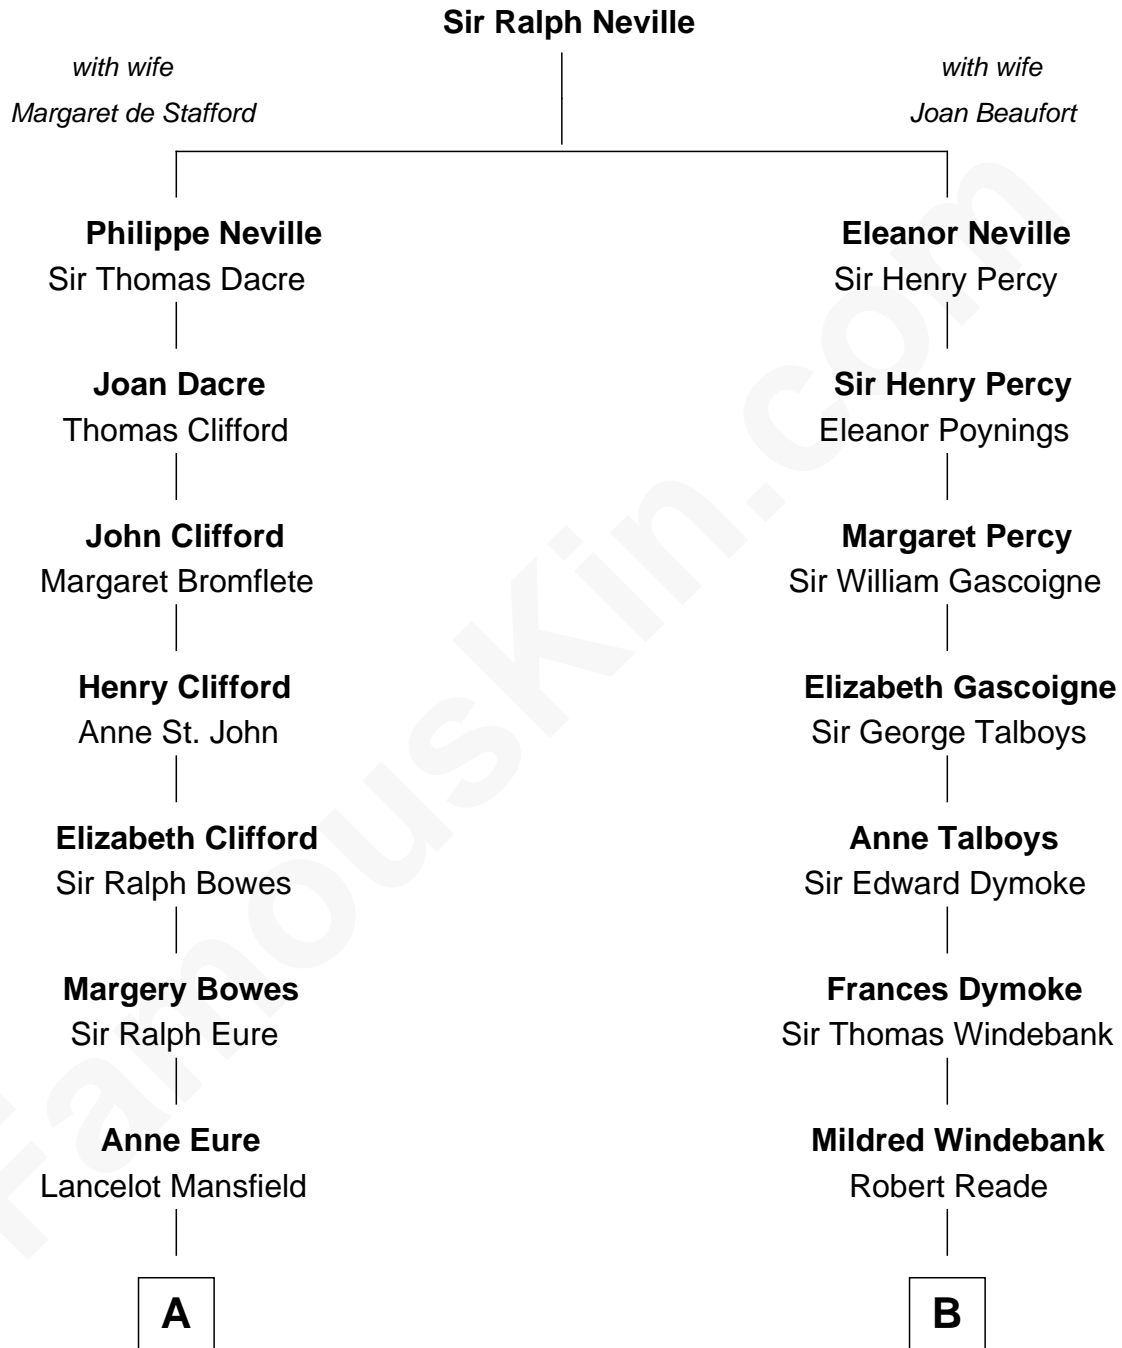 Sir Ralph Neville
with wife
Margaret de Stafford
with wife
Joan Beaufort
Philippe Neville
Sir Thomas Dacre
Eleanor Neville
Sir Henry Percy
Joan Dacre
Thomas Clifford
Sir Henry Percy
Eleanor Poynings
John Clifford
Margaret Bromflete
Margaret Percy
Sir William Gascoigne
Henry Clifford
Anne St. John
Elizabeth Gascoigne
Sir George Talboys
Elizabeth Clifford
Sir Ralph Bowes
Anne Talboys
Sir Edward Dymoke
Margery Bowes
Sir Ralph Eure
Frances Dymoke
Sir Thomas Windebank
Anne Eure
Lancelot Mansfield
Mildred Windebank
Robert Reade
A
B
FamousKin.com